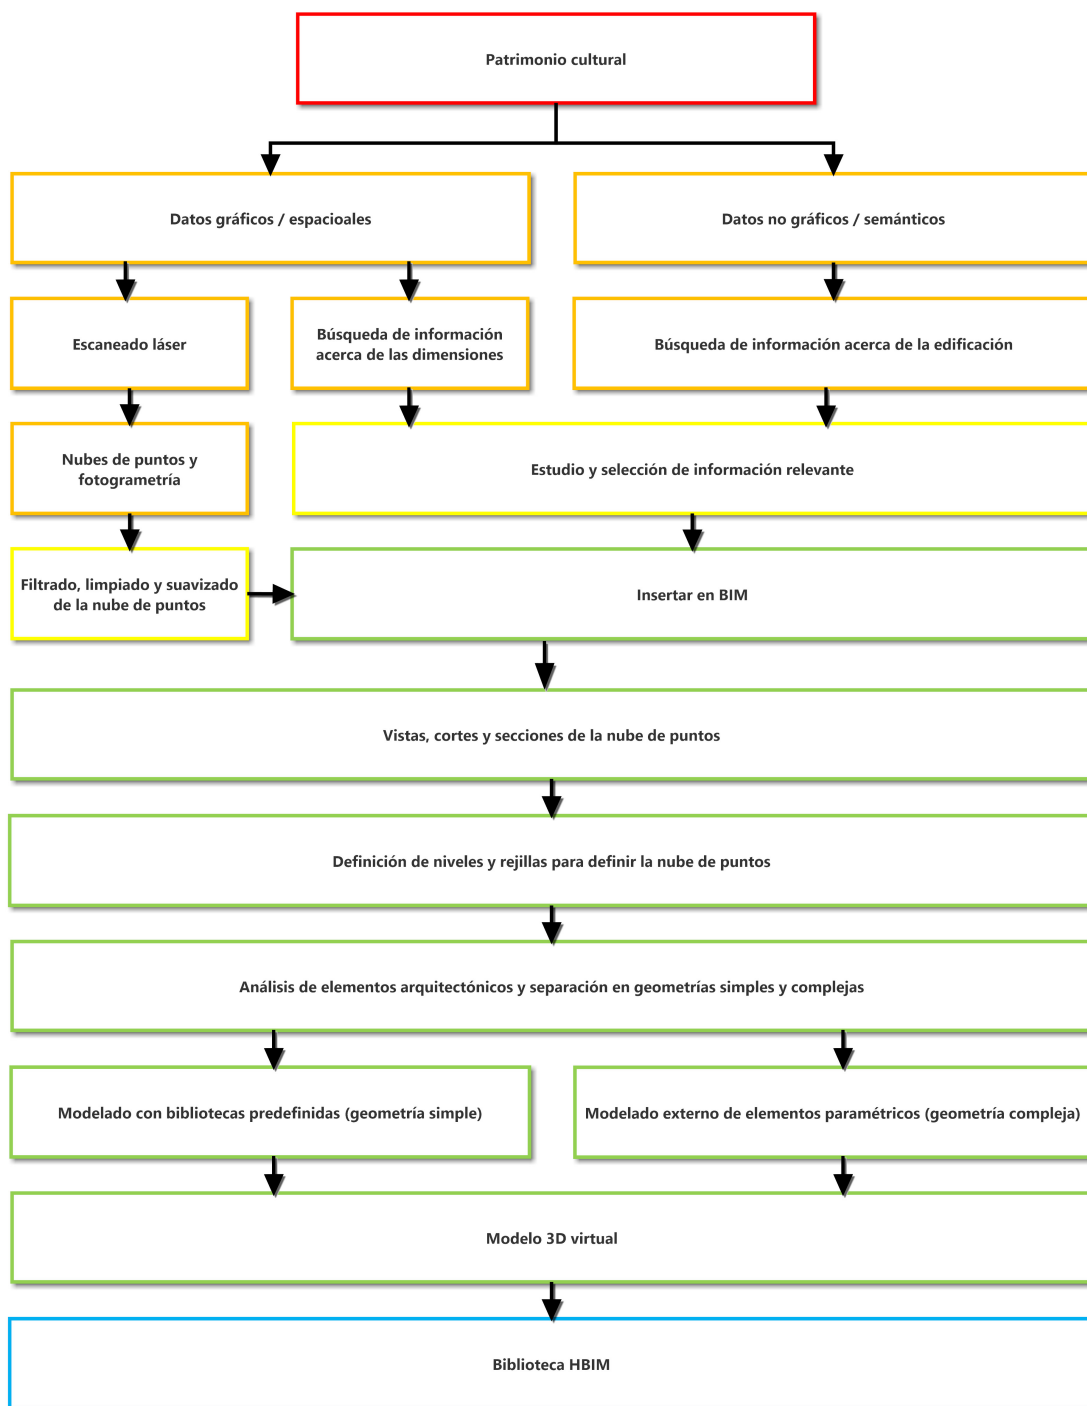 Patrimonio cultural
Datos gráficos / espacioales
Datos no gráficos / semánticos
Escaneado láser
Búsqueda de información
acerca de las dimensiones
Búsqueda de información acerca de la edificación
Nubes de puntos y
fotogrametría
Estudio y selección de información relevante
Filtrado, limpiado y suavizado
de la nube de puntos
Insertar en BIM
Vistas, cortes y secciones de la nube de puntos
Definición de niveles y rejillas para definir la nube de puntos
Análisis de elementos arquitectónicos y separación en geometrías simples y complejas
Modelado con bibliotecas predefinidas (geometría simple)
Modelado externo de elementos paramétricos (geometría compleja)
Modelo 3D virtual
Biblioteca HBIM